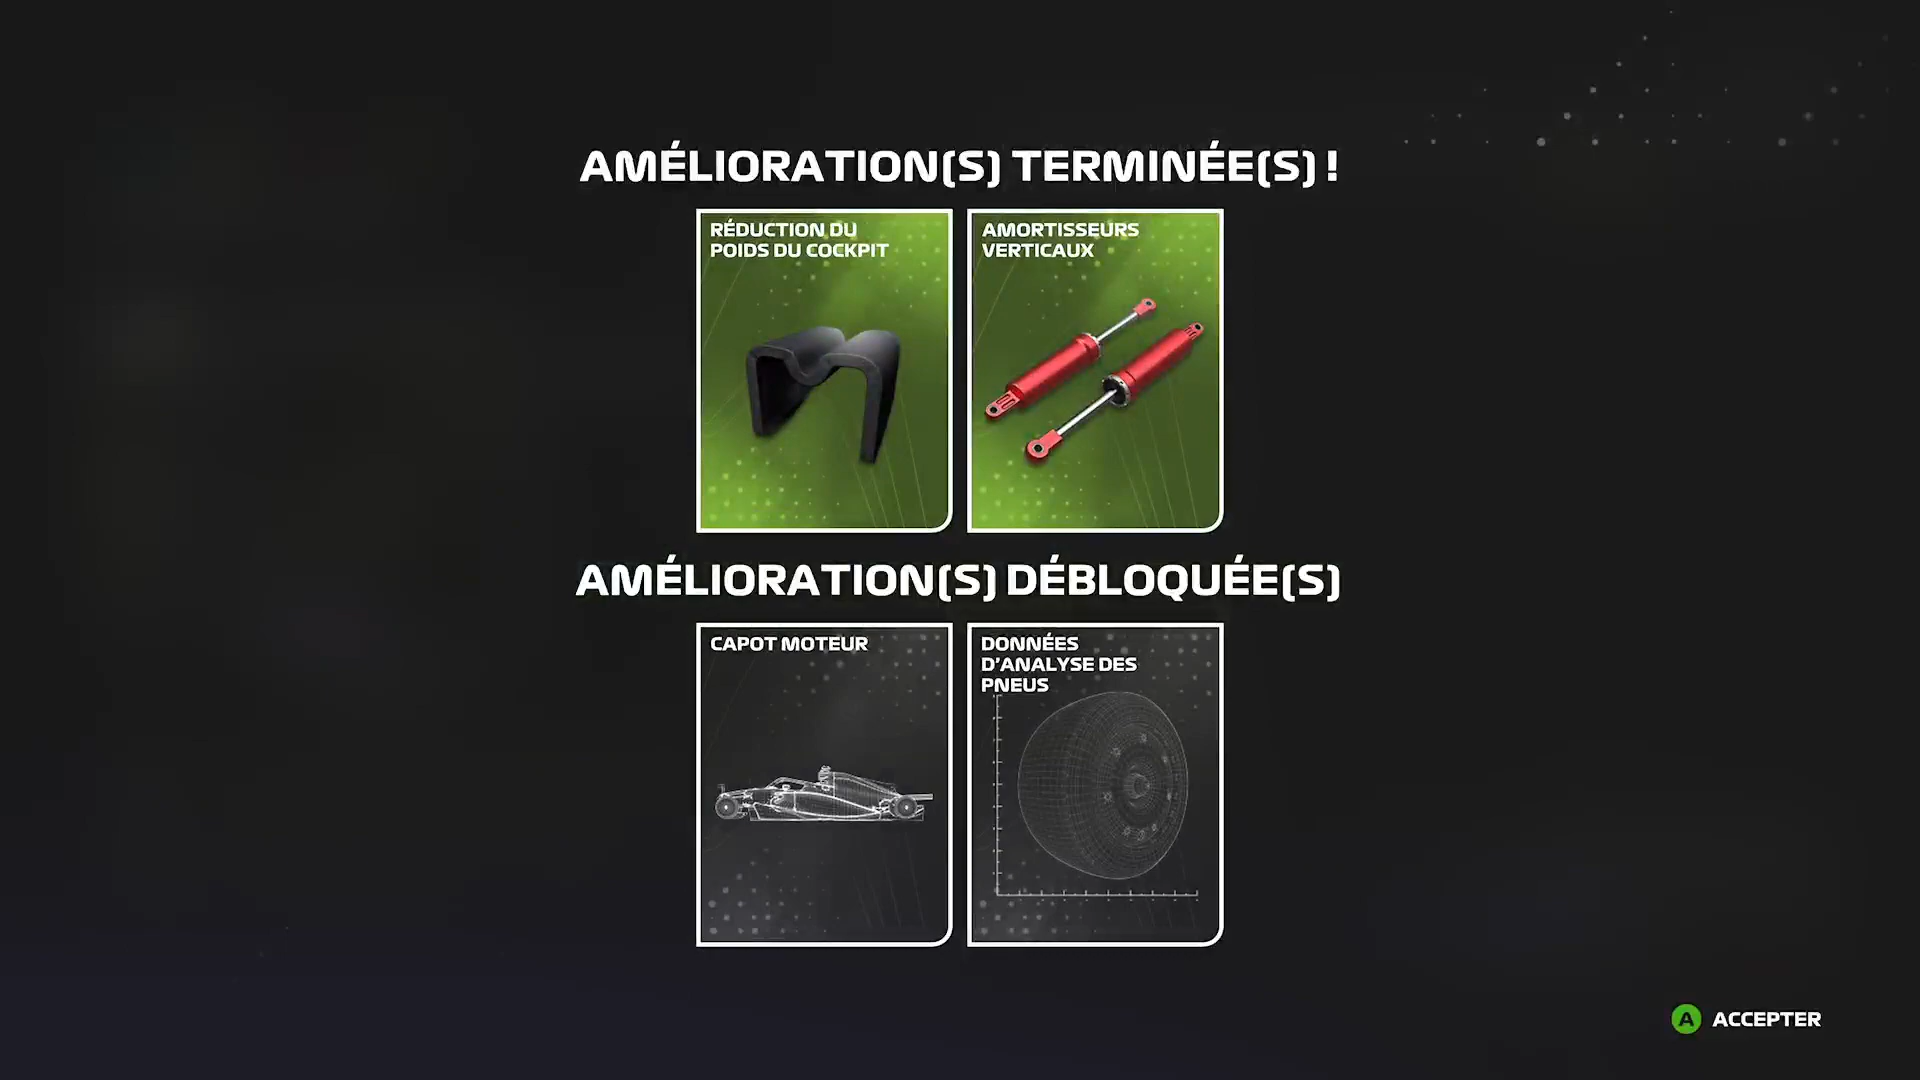 AMÉLIORATION(S) TERMINÉE(S) !
RÉDUCTION DU
POIDS DU COCKPIT
AMORTISSEURS
VERTICAUX
AMÉLIORATION(S) DÉBLOQUÉE(S)
CAPOT MOTEUR
DONNÉES
D'ANALYSE DES
PNEUS
A ACCEPTER